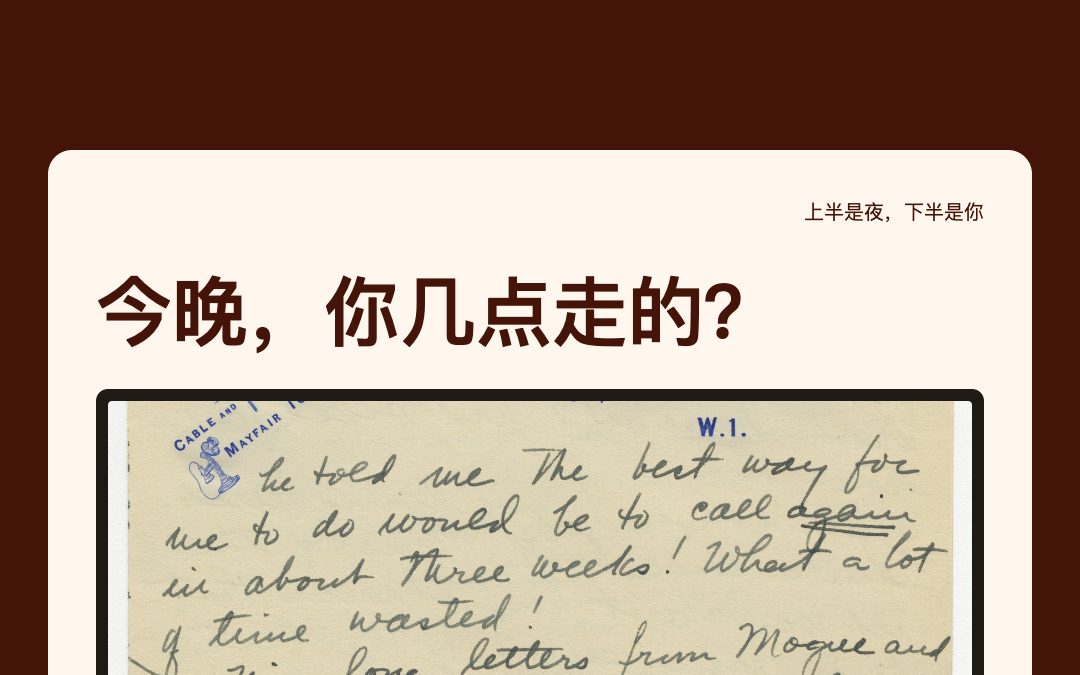 上半是夜，下半是你
今晚，你几点走的？
CABLE AND
MAYFAIR
W.1.
he told me The best way for
me to do would be to call again
in about three weeks! What a lot
of time wasted!
long letters from Mogue and